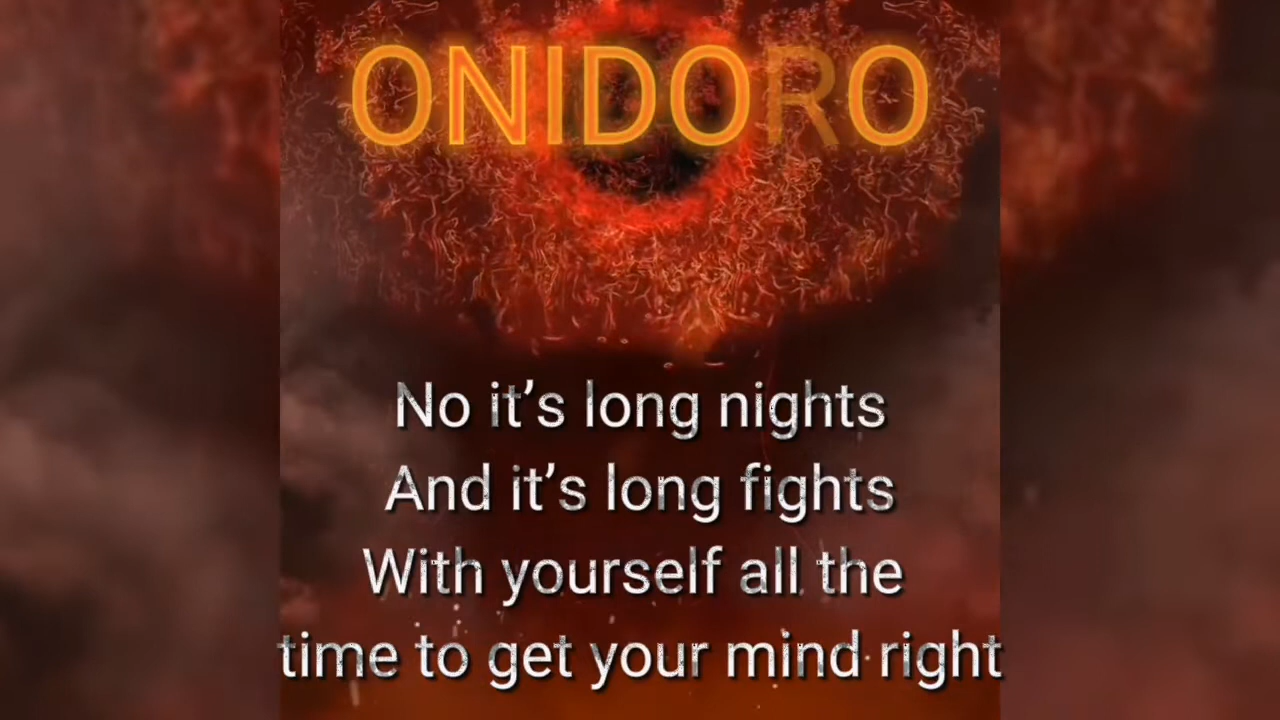 ONIDORO
No it’s long nights
And it’s long fights
With yourself all the
time to get your mind right